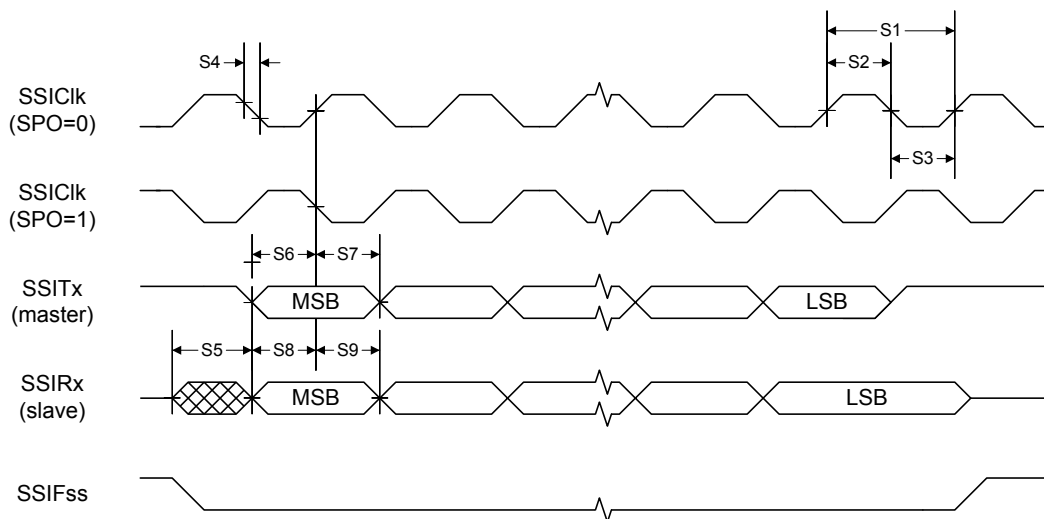 S1
S4
S2
SSIClk
(SPO=0)
S3
SSIClk
(SPO=1)
S6
S7
SSITx
(master)
MSB
LSB
S5
S8
S9
SSIRx
(slave)
MSB
LSB
SSIFss